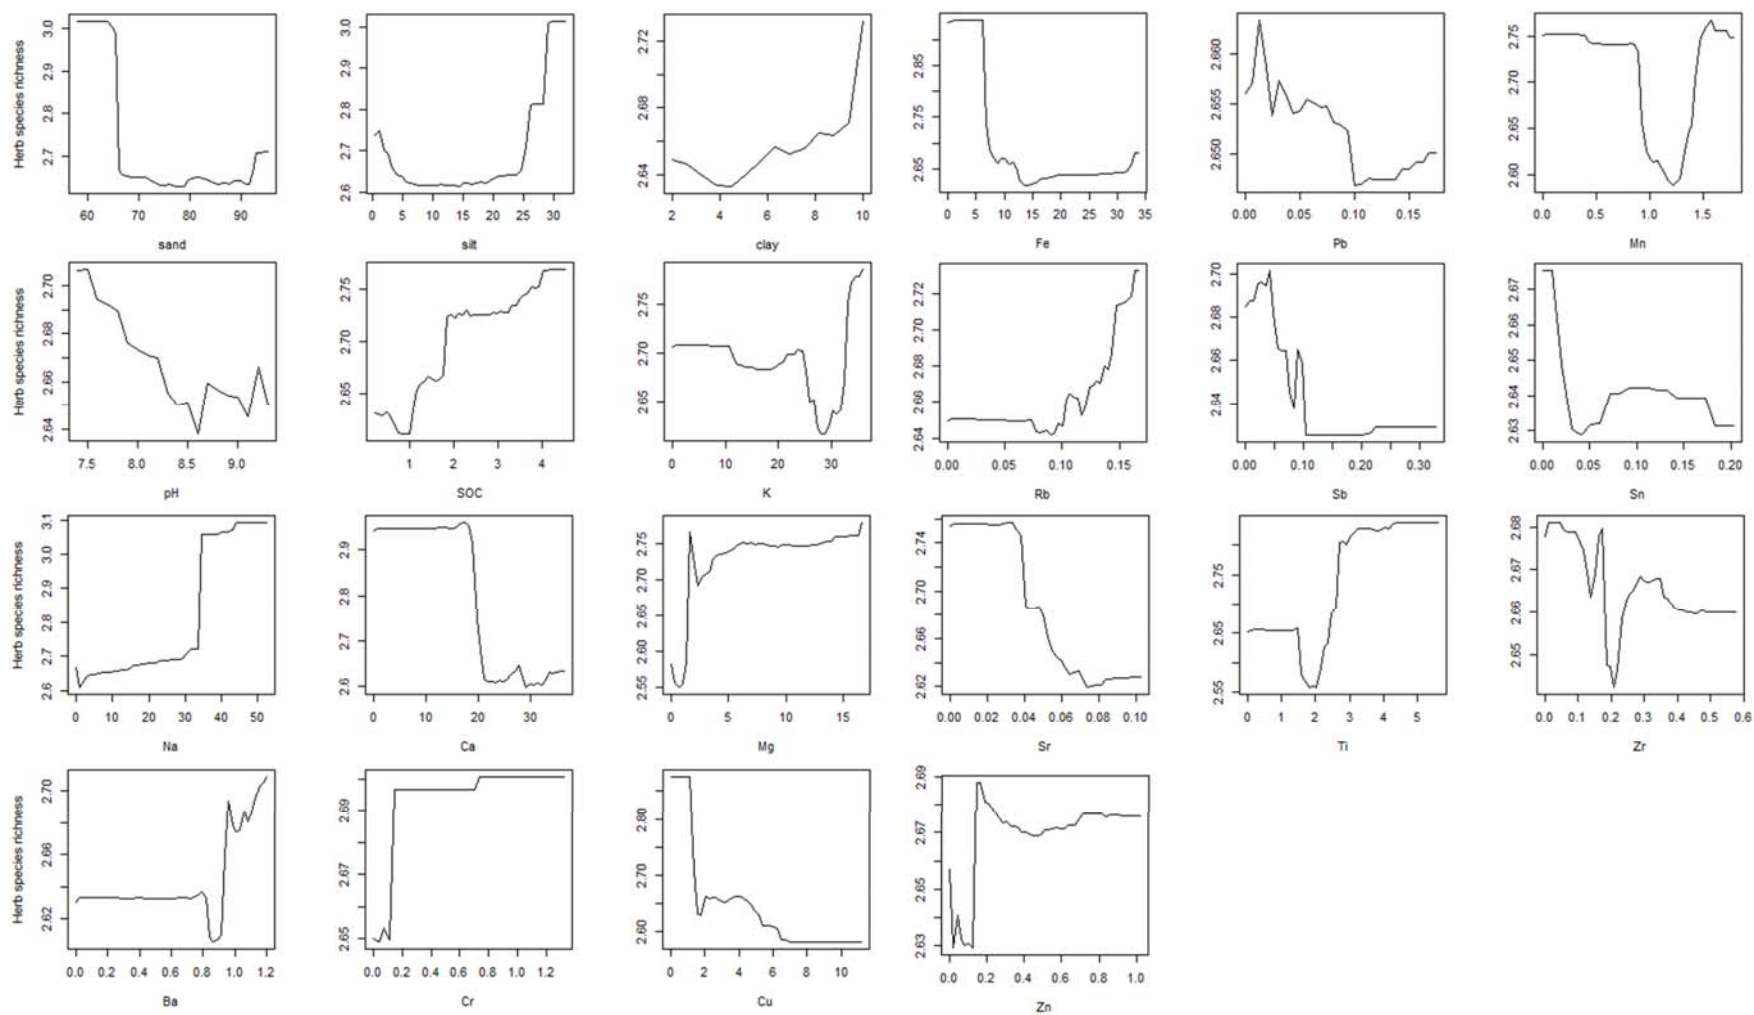 Herb species richness
3.0
2.9
2.8
2.7
60 70 80 90
sand
3.0
2.9
2.8
2.7
2.6
0 5 10 15 20 25 30
silt
2.72
2.68
2.64
2 4 6 8 10
clay
2.85
2.75
2.65
0 5 10 15 20 25 30 35
Fe
2.660
2.655
2.650
0.00 0.05 0.10 0.15
Pb
2.75
2.70
2.65
2.60
0.0 0.5 1.0 1.5
Mn
Herb species richness
2.70
2.68
2.66
2.64
7.5 8.0 8.5 9.0
pH
2.75
2.70
2.65
1 2 3 4
SOC
2.75
2.70
2.65
0 10 20 30
K
2.72
2.70
2.68
2.66
2.64
0.00 0.05 0.10 0.15
Rb
2.70
2.68
2.66
2.64
0.00 0.10 0.20 0.30
Sb
2.67
2.66
2.65
2.64
2.63
0.00 0.05 0.10 0.15 0.20
Sn
Herb species richness
3.1
3.0
2.9
2.8
2.7
2.6
0 10 20 30 40 50
Na
2.9
2.8
2.7
2.6
0 10 20 30
Ca
2.75
2.70
2.65
2.60
2.55
0 5 10 15
Mg
2.74
2.70
2.66
2.62
0.00 0.02 0.04 0.06 0.08 0.10
Sr
2.75
2.65
2.55
0 1 2 3 4 5
Ti
2.68
2.67
2.66
2.65
0.0 0.1 0.2 0.3 0.4 0.5 0.6
Zr
Herb species richness
2.70
2.66
2.62
0.0 0.2 0.4 0.6 0.8 1.0 1.2
Ba
2.69
2.67
2.65
0.0 0.2 0.4 0.6 0.8 1.0 1.2
Cr
2.80
2.70
2.60
0 2 4 6 8 10
Cu
2.69
2.67
2.65
2.63
0.0 0.2 0.4 0.6 0.8 1.0
Zn